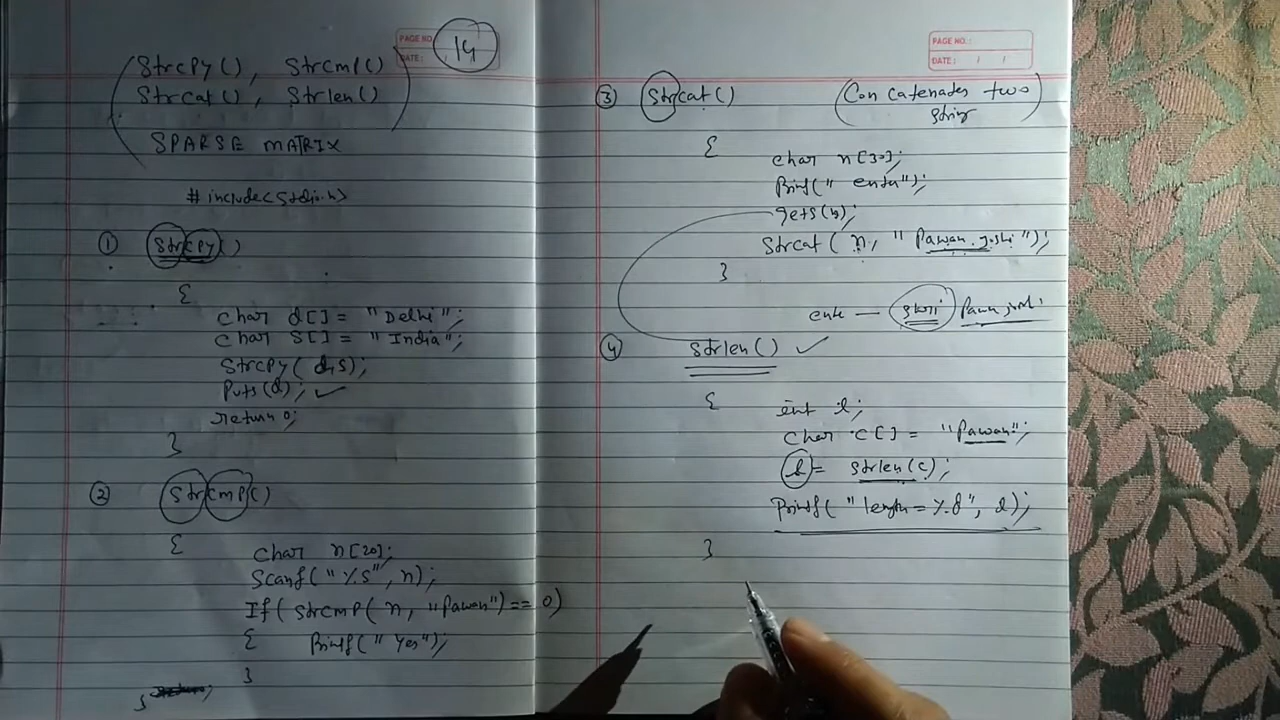 PAGE NO.:
DATE:
14
Strcpy(), Strcmp()
Strcat(), Strlen()
SPARSE MATRIX
# include<stdio.h>
① Strcpy()
{
char d[] = "Delhi";
char s[] = "India";
Strcpy(d,s);
Puts(d); ✓
return 0;
}
② Strcmp()
{
char n[20];
Scanf("%s", n);
If( strcmp( n, "Pawan") == 0)
{ Printf(" Yes");
}
}
PAGE NO.:
DATE: / /
③ Strcat() (Concatenates two
string)
{
char n[30];
Printf(" enter");
gets(n);
Strcat( n, " Pawan joshi");
}
④ Strlen() ✓
{
int l;
char c[] = "Pawan";
l = strlen(c);
Printf( "length = %d", l);
}